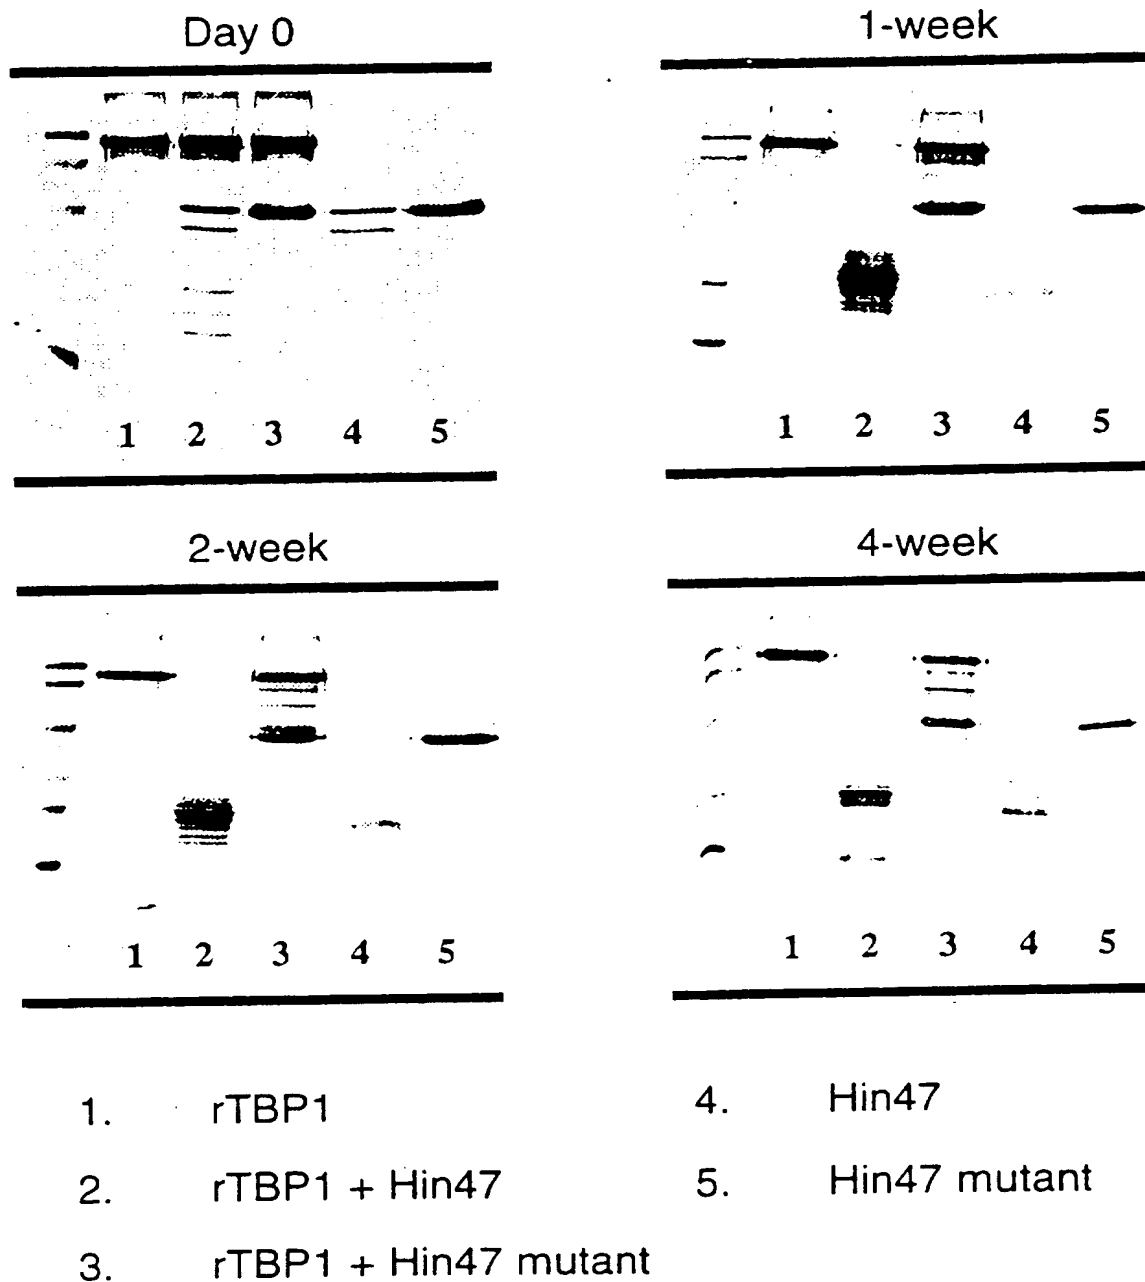 Day 0
1-week
1 2 3 4 5
1 2 3 4 5
2-week
4-week
1 2 3 4 5
1 2 3 4 5
1. rTBP1
2. rTBP1 + Hin47
3. rTBP1 + Hin47 mutant
4. Hin47
5. Hin47 mutant